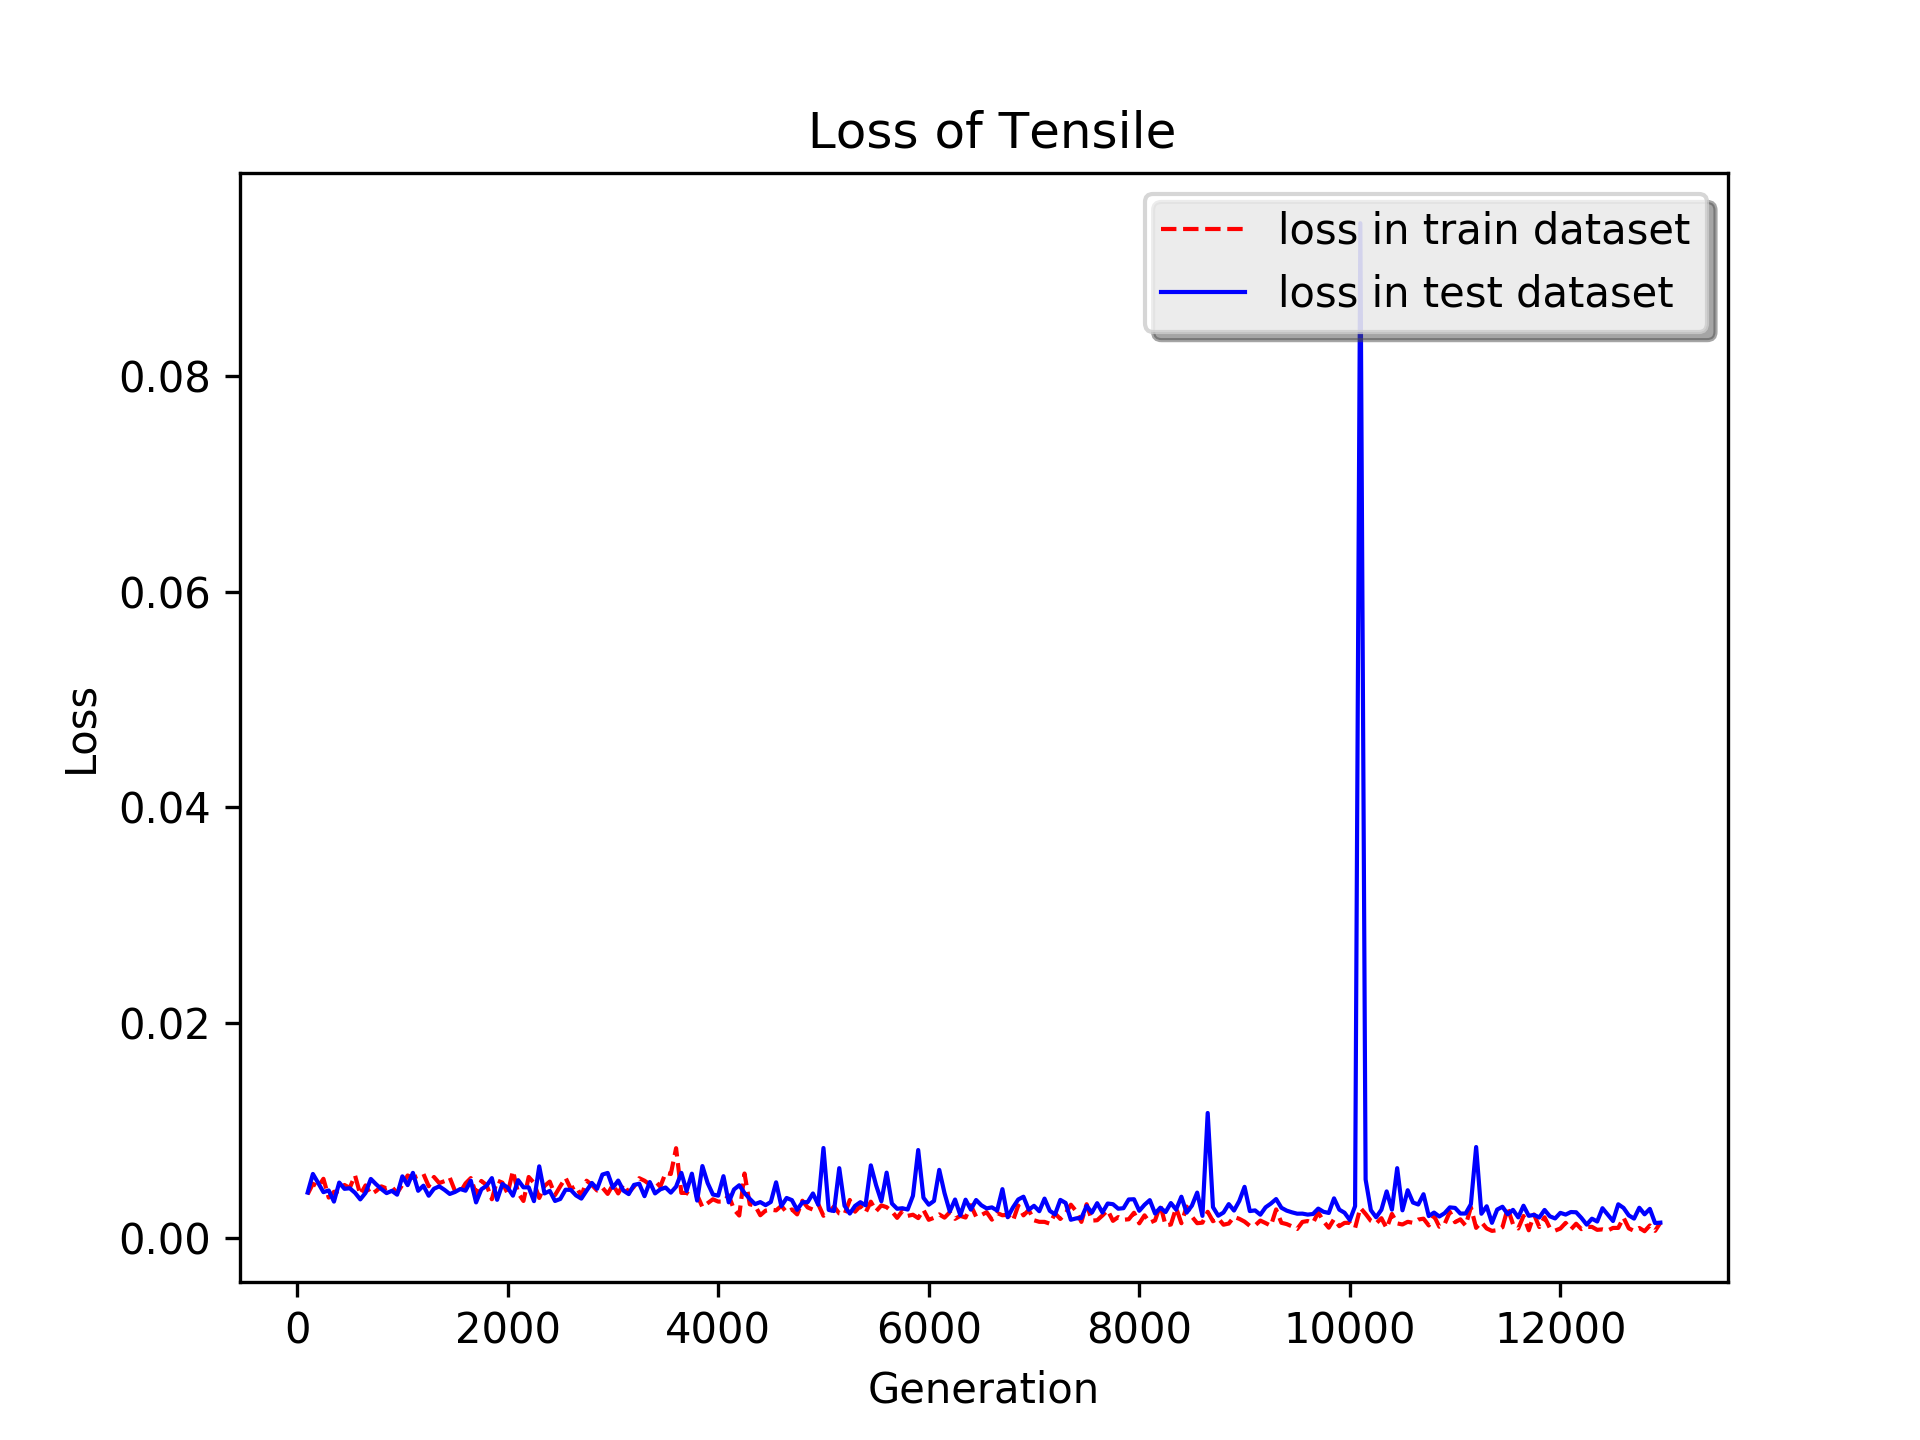 Loss of Tensile
loss in train dataset
loss in test dataset
0.08
0.06
0.04
0.02
0.00
Loss
0 2000 4000 6000 8000 10000 12000
Generation